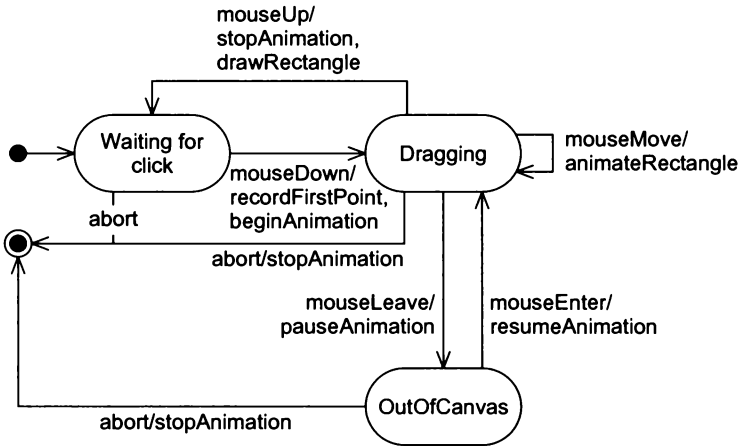 mouseUp/
stopAnimation,
drawRectangle
Waiting for
click
Dragging
mouseMove/
animateRectangle
mouseDown/
recordFirstPoint,
beginAnimation
abort
abort/stopAnimation
mouseLeave/
pauseAnimation
mouseEnter/
resumeAnimation
OutOfCanvas
abort/stopAnimation